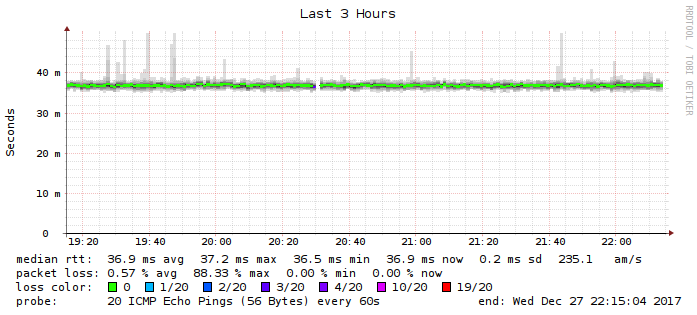 Last 3 Hours
RRDTOOL / TOBI OETIKER
Seconds
40 m
30 m
20 m
10 m
0
19:20 19:40 20:00 20:20 20:40 21:00 21:20 21:40 22:00
median rtt: 36.9 ms avg 37.2 ms max 36.5 ms min 36.9 ms now 0.2 ms sd 235.1 am/s
packet loss: 0.57 % avg 88.33 % max 0.00 % min 0.00 % now
loss color: 0 1/20 2/20 3/20 4/20 10/20 19/20
probe: 20 ICMP Echo Pings (56 Bytes) every 60s end: Wed Dec 27 22:15:04 2017